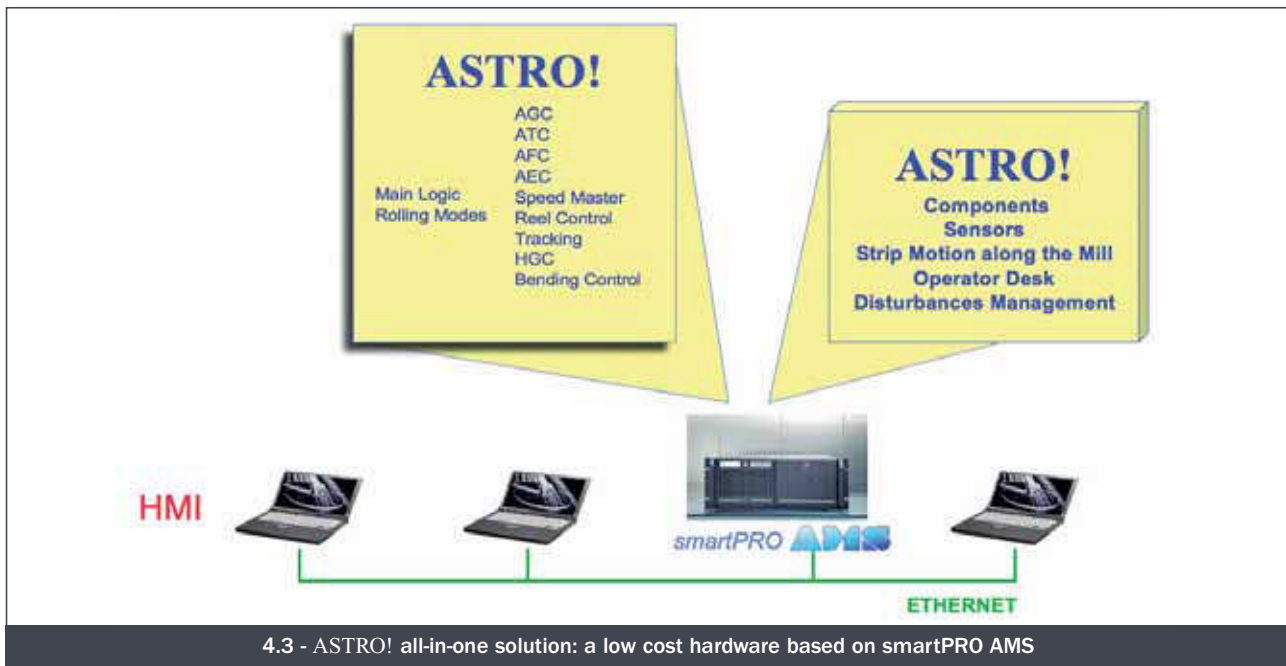 ASTRO!
Main Logic
Rolling Modes
AGC
ATC
AFC
AEC
Speed Master
Reel Control
Tracking
HGC
Bending Control
ASTRO!
Components
Sensors
Strip Motion along the Mill
Operator Desk
Disturbances Management
HMI
smartPRO AMS
ETHERNET
4.3 - ASTRO! all-in-one solution: a low cost hardware based on smartPRO AMS